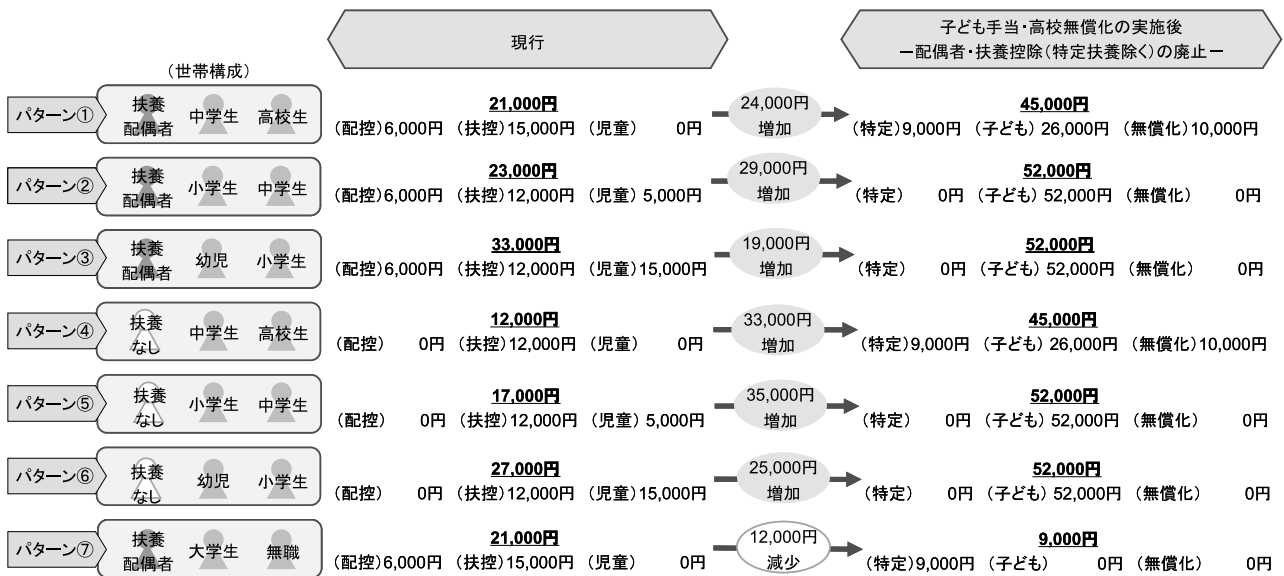 現行
子ども手当・高校無償化の実施後
ー配偶者・扶養控除(特定扶養除く)の廃止ー
(世帯構成)
パターン① 扶養配偶者 中学生 高校生
21,000円 24,000円増加 45,000円
(配控)6,000円 (扶控)15,000円 (児童) 0円 (特定)9,000円 (子ども) 26,000円 (無償化)10,000円
パターン② 扶養配偶者 小学生 中学生
23,000円 29,000円増加 52,000円
(配控)6,000円 (扶控)12,000円 (児童) 5,000円 (特定) 0円 (子ども) 52,000円 (無償化) 0円
パターン③ 扶養配偶者 幼児 小学生
33,000円 19,000円増加 52,000円
(配控)6,000円 (扶控)12,000円 (児童)15,000円 (特定) 0円 (子ども) 52,000円 (無償化) 0円
パターン④ 扶養なし 中学生 高校生
12,000円 33,000円増加 45,000円
(配控) 0円 (扶控)12,000円 (児童) 0円 (特定)9,000円 (子ども) 26,000円 (無償化)10,000円
パターン⑤ 扶養なし 小学生 中学生
17,000円 35,000円増加 52,000円
(配控) 0円 (扶控)12,000円 (児童) 5,000円 (特定) 0円 (子ども) 52,000円 (無償化) 0円
パターン⑥ 扶養なし 幼児 小学生
27,000円 25,000円増加 52,000円
(配控) 0円 (扶控)12,000円 (児童)15,000円 (特定) 0円 (子ども) 52,000円 (無償化) 0円
パターン⑦ 扶養配偶者 大学生 無職
21,000円 12,000円減少 9,000円
(配控)6,000円 (扶控)15,000円 (児童) 0円 (特定)9,000円 (子ども) 0円 (無償化) 0円